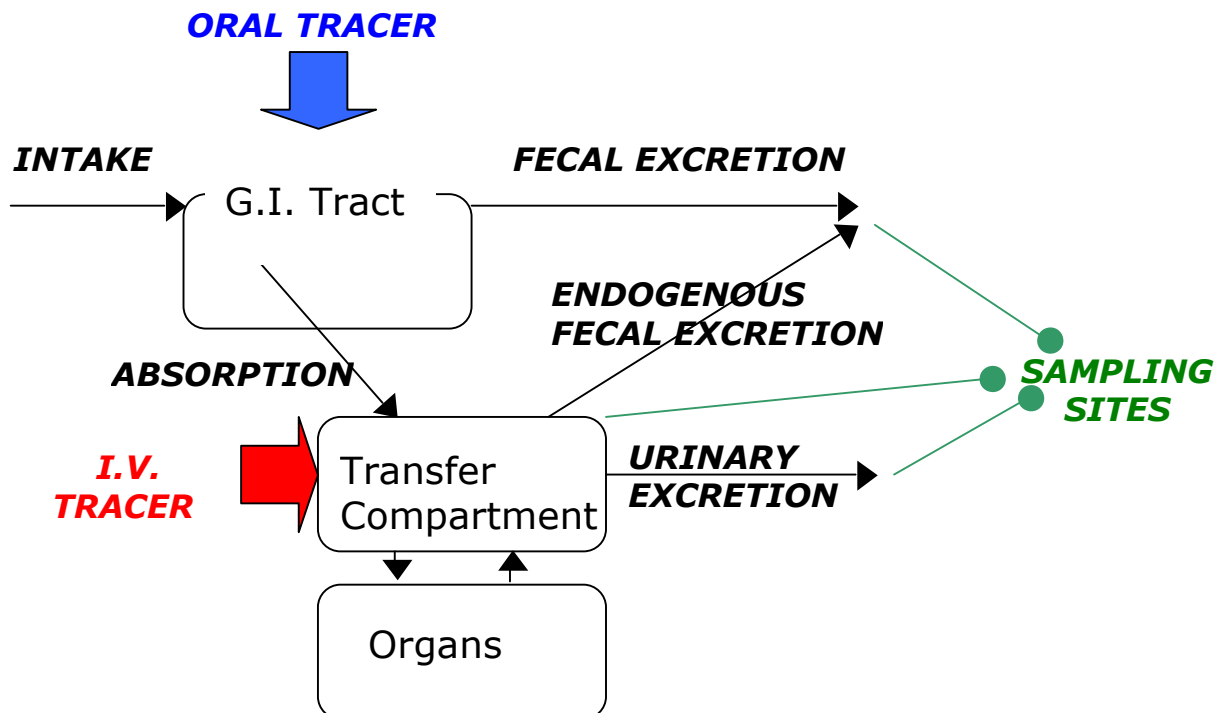 ORAL TRACER
INTAKE
FECAL EXCRETION
G.I. Tract
ENDOGENOUS
FECAL EXCRETION
ABSORPTION
SAMPLING
SITES
I.V.
TRACER
Transfer
Compartment
URINARY
EXCRETION
Organs